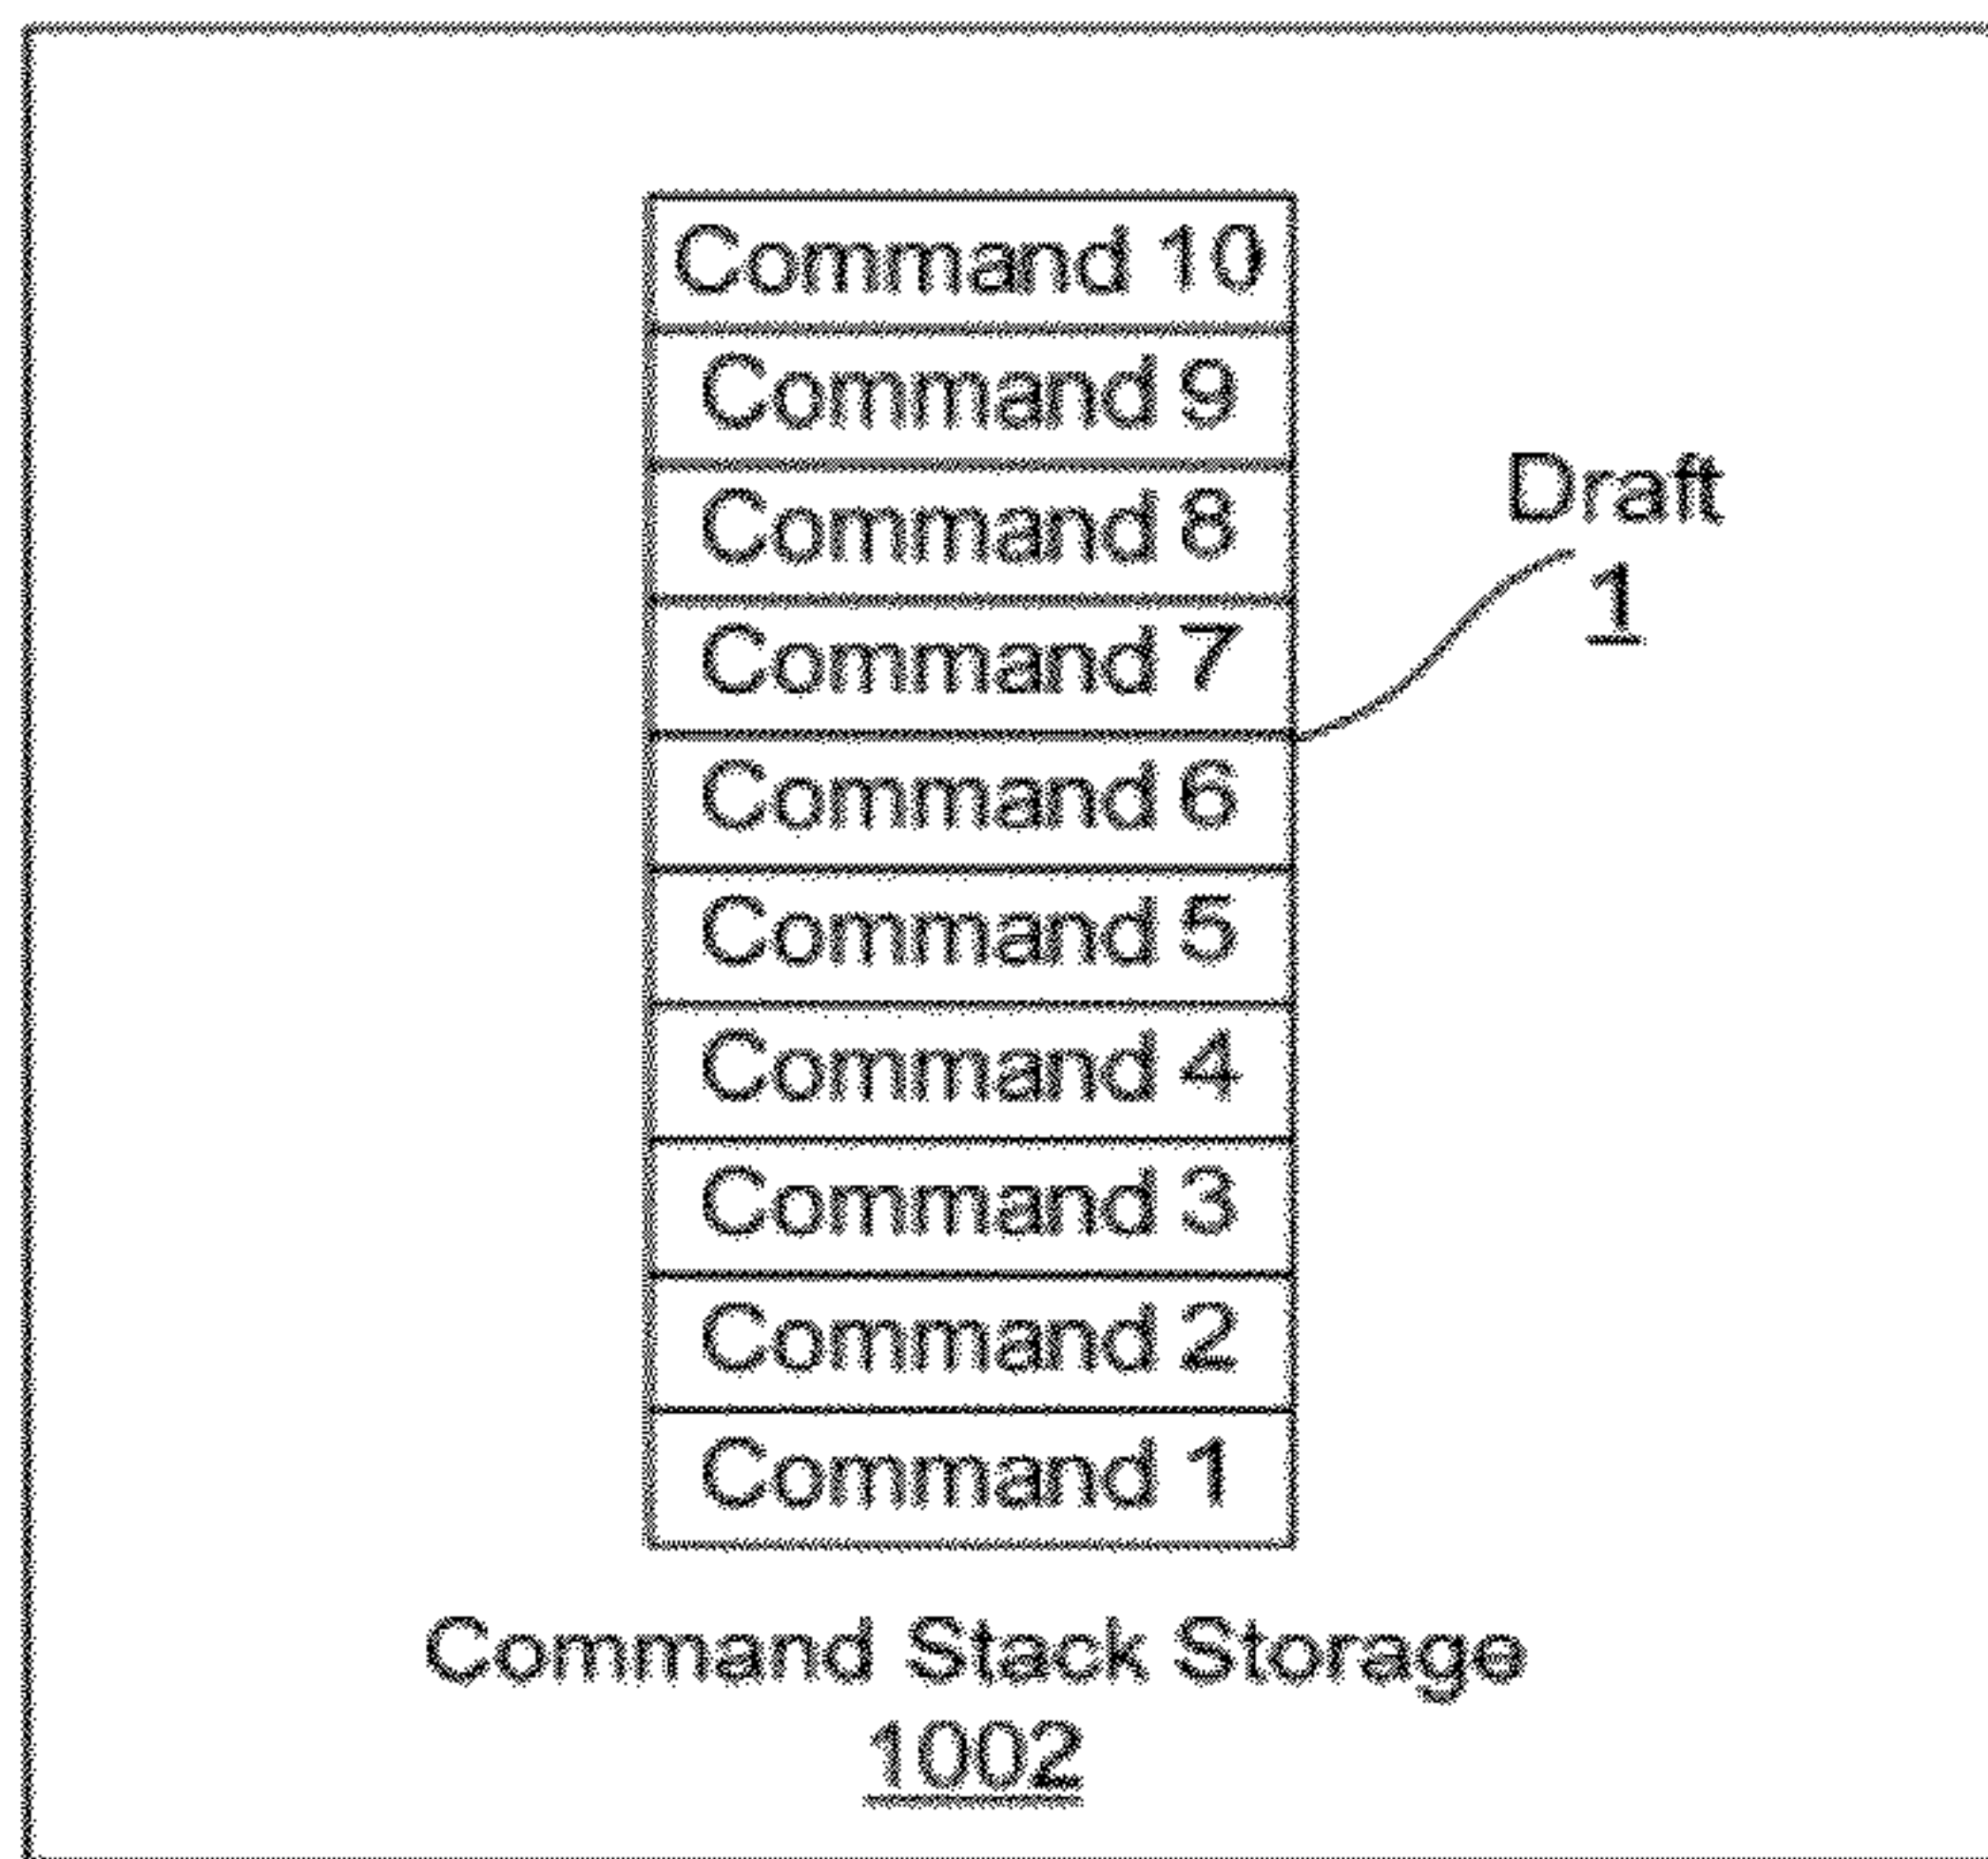 Command 10
Command 9
Command 8
Command 7
Command 6
Command 5
Command 4
Command 3
Command 2
Command 1
Draft
1
Command Stack Storage
1002